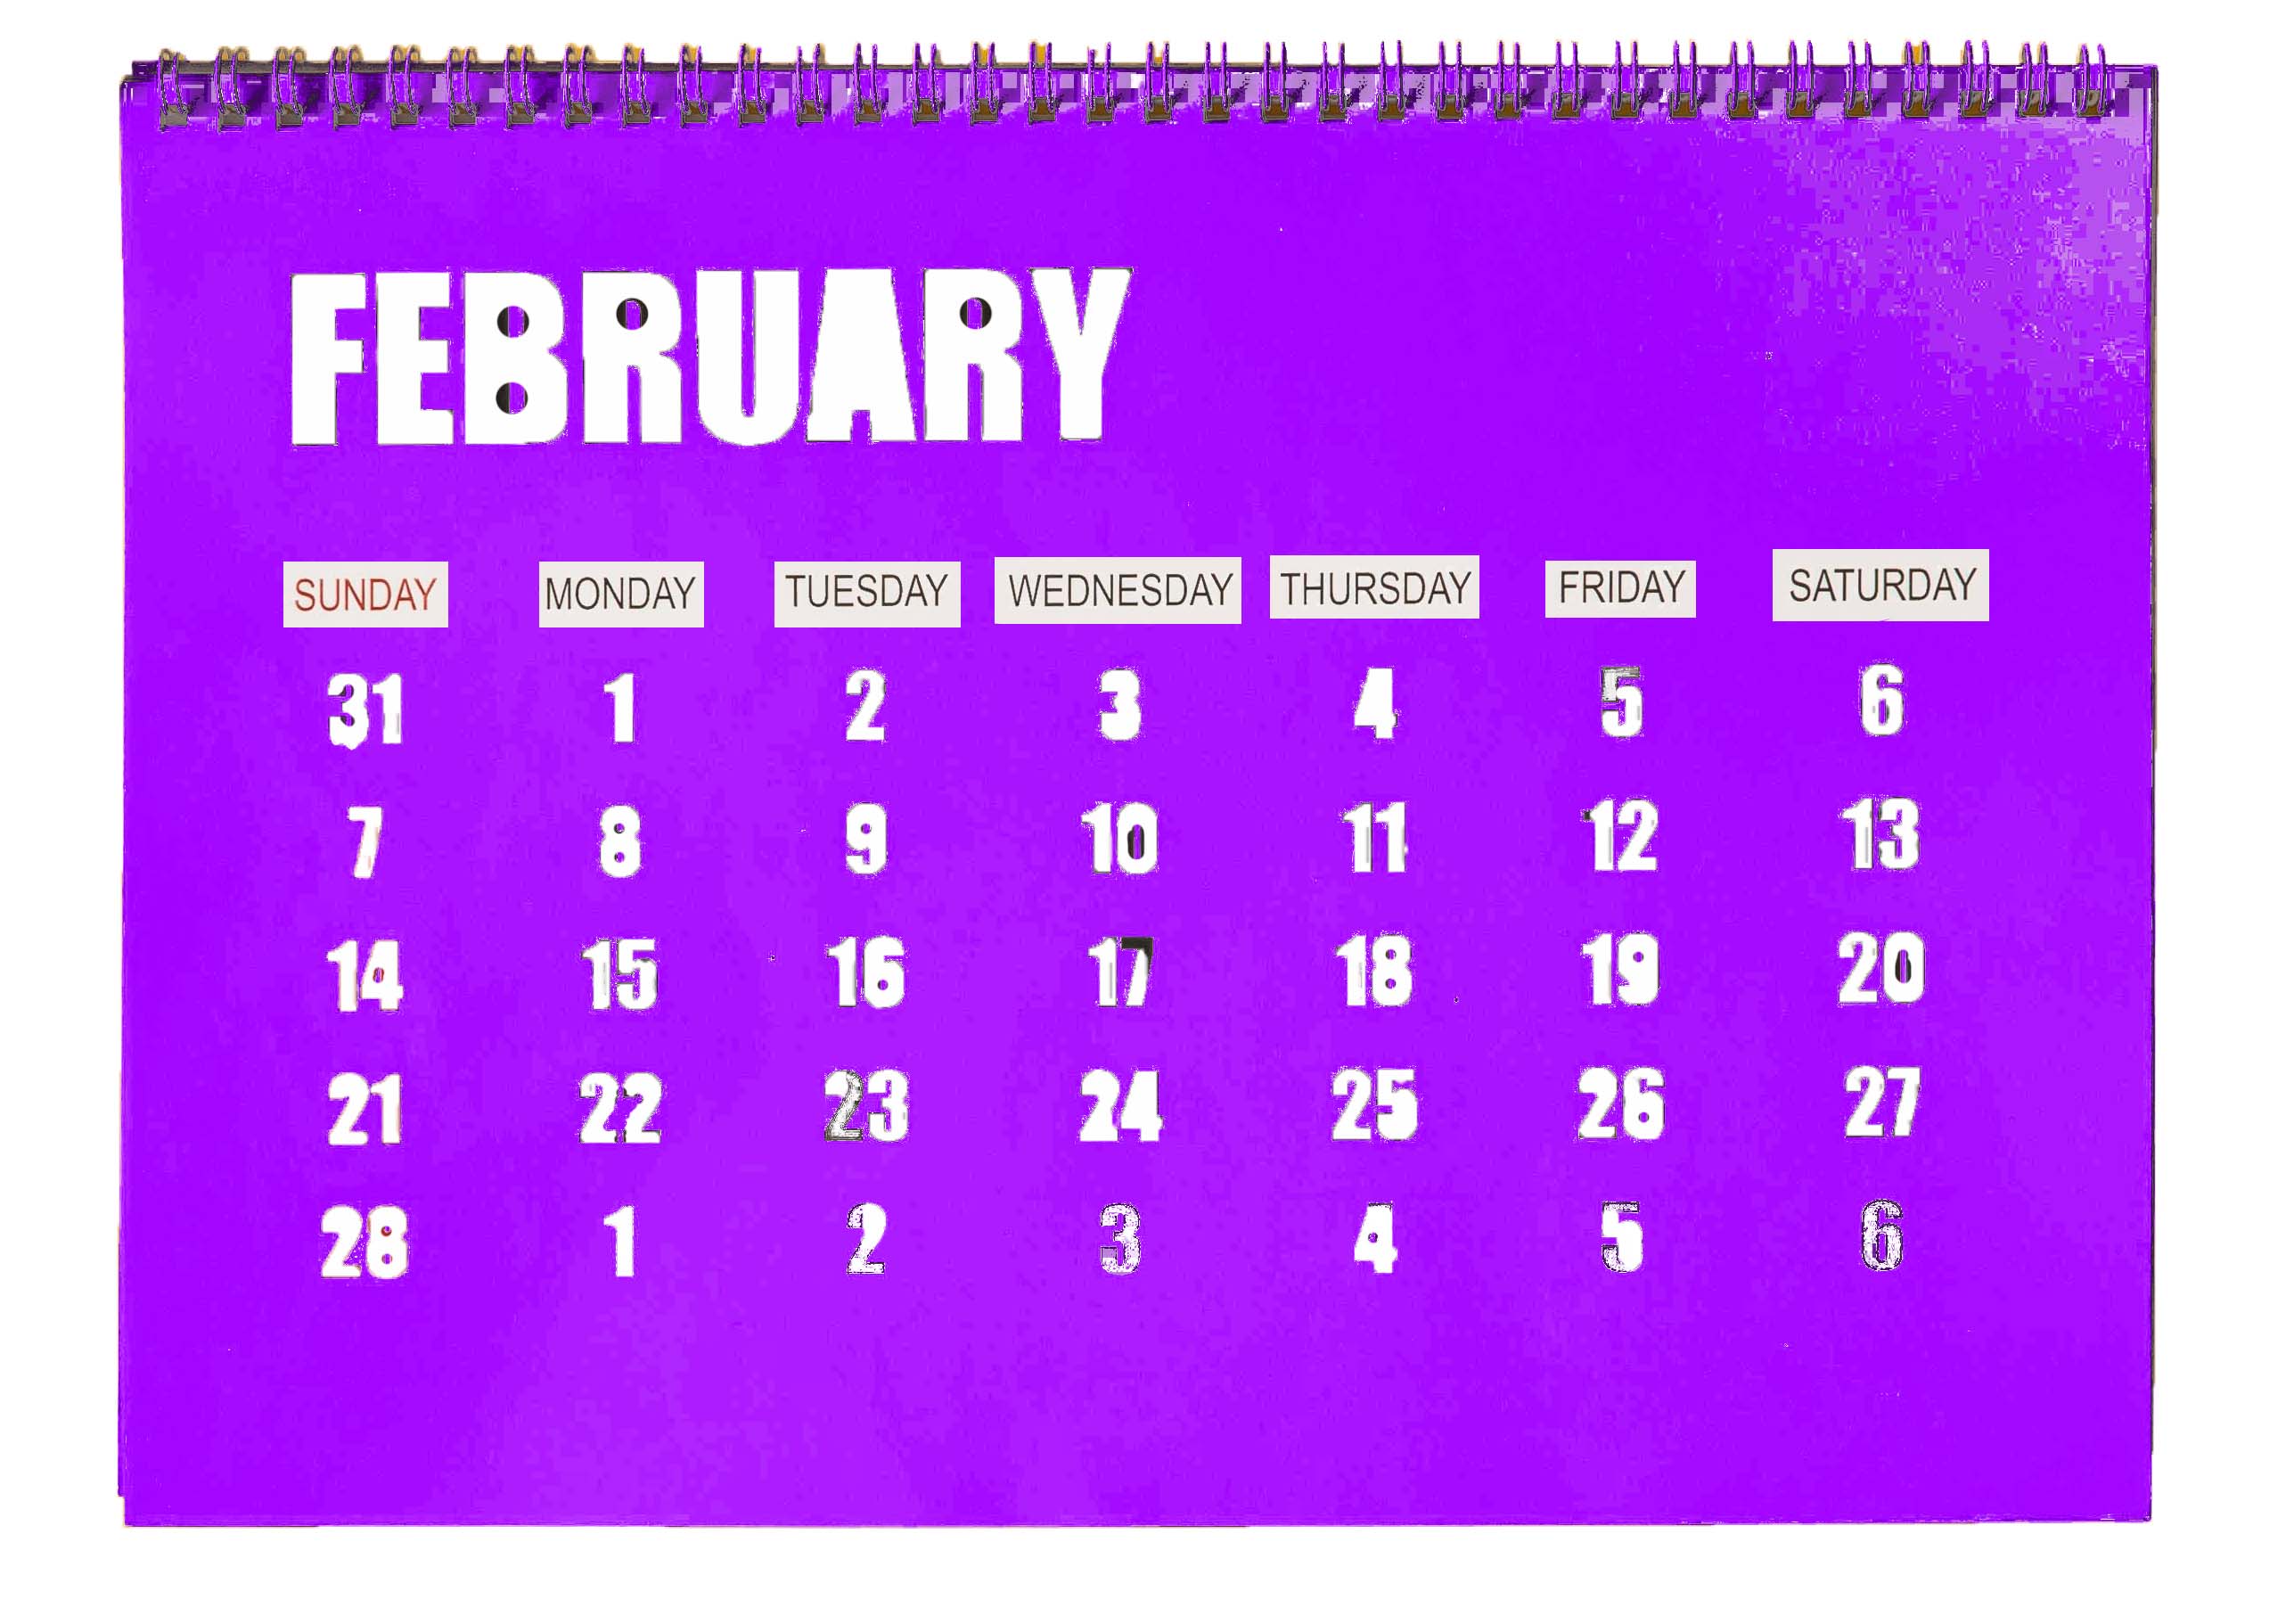 FEBRUARY
SUNDAY MONDAY TUESDAY WEDNESDAY THURSDAY FRIDAY SATURDAY
31 1 2 3 4 5 6
7 8 9 10 11 12 13
14 15 16 17 18 19 20
21 22 23 24 25 26 27
28 1 2 3 4 5 6